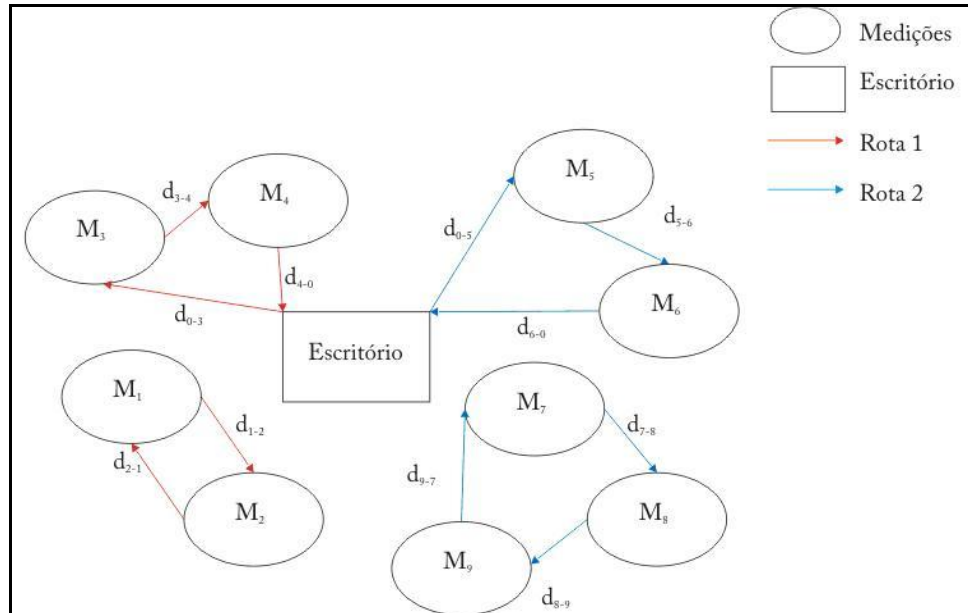 Medições
Escritório
Rota 1
Rota 2
M₃
d₃₋₄
M₄
d₄₋₀
d₀₋₃
M₅
d₀₋₅
d₅₋₆
M₆
d₆₋₀
Escritório
M₁
d₁₋₂
d₂₋₁
M₂
M₇
d₇₋₈
d₉₋₇
M₈
M₉
d₈₋₉